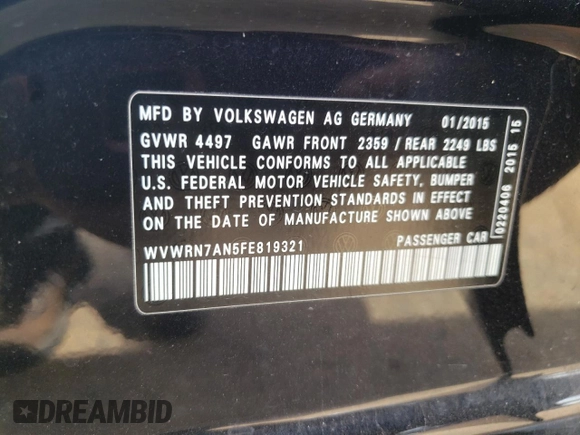 MFD BY VOLKSWAGEN AG GERMANY 01/2015
GVWR 4497 GAWR FRONT 2359 / REAR 2249 LBS
THIS VEHICLE CONFORMS TO ALL APPLICABLE
U.S. FEDERAL MOTOR VEHICLE SAFETY, BUMPER
AND THEFT PREVENTION STANDARDS IN EFFECT
ON THE DATE OF MANUFACTURE SHOWN ABOVE
WVWRN7AN5FE819321 PASSENGER CAR
0220406 2015 15
DREAMBID